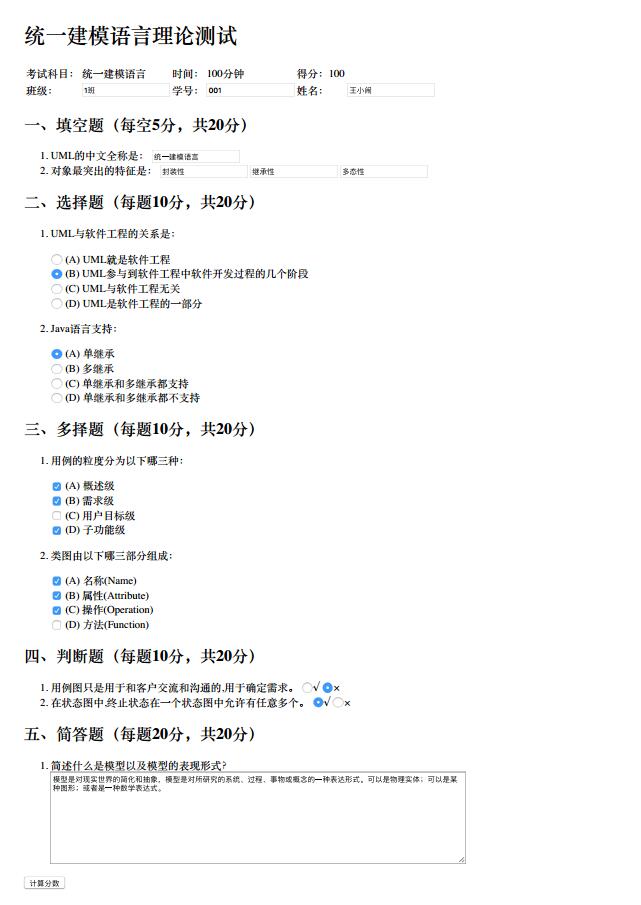 统一建模语言理论测试
考试科目： 统一建模语言 时间： 100分钟 得分： 100
班级： 1班 学号： 001 姓名： 王小闹
一、填空题（每空5分，共20分）
1. UML的中文全称是： 统一建模语言
2. 对象最突出的特征是： 封装性 继承性 多态性
二、选择题（每题10分，共20分）
1. UML与软件工程的关系是：
(A) UML就是软件工程
(B) UML参与到软件工程中软件开发过程的几个阶段
(C) UML与软件工程无关
(D) UML是软件工程的一部分
2. Java语言支持：
(A) 单继承
(B) 多继承
(C) 单继承和多继承都支持
(D) 单继承和多继承都不支持
三、多择题（每题10分，共20分）
1. 用例的粒度分为以下哪三种：
(A) 概述级
(B) 需求级
(C) 用户目标级
(D) 子功能级
2. 类图由以下哪三部分组成：
(A) 名称(Name)
(B) 属性(Attribute)
(C) 操作(Operation)
(D) 方法(Function)
四、判断题（每题10分，共20分）
1. 用例图只是用于和客户交流和沟通的,用于确定需求。 √ ×
2. 在状态图中,终止状态在一个状态图中允许有任意多个。 √ ×
五、简答题（每题20分，共20分）
1. 简述什么是模型以及模型的表现形式?
模型是对现实世界的简化和抽象，模型是对所研究的系统、过程、事物或概念的一种表达形式。可以是物理实体；可以是某
种图形；或者是一种数学表达式。
计算分数